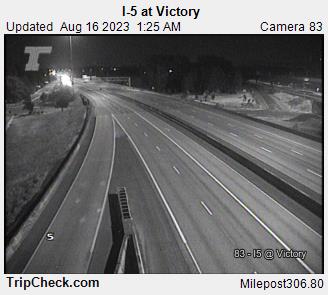 I-5 at Victory
Updated Aug 16 2023 1:25 AM Camera 83
T
S
83 - I5 @ Victory
TripCheck.com Milepost306.80